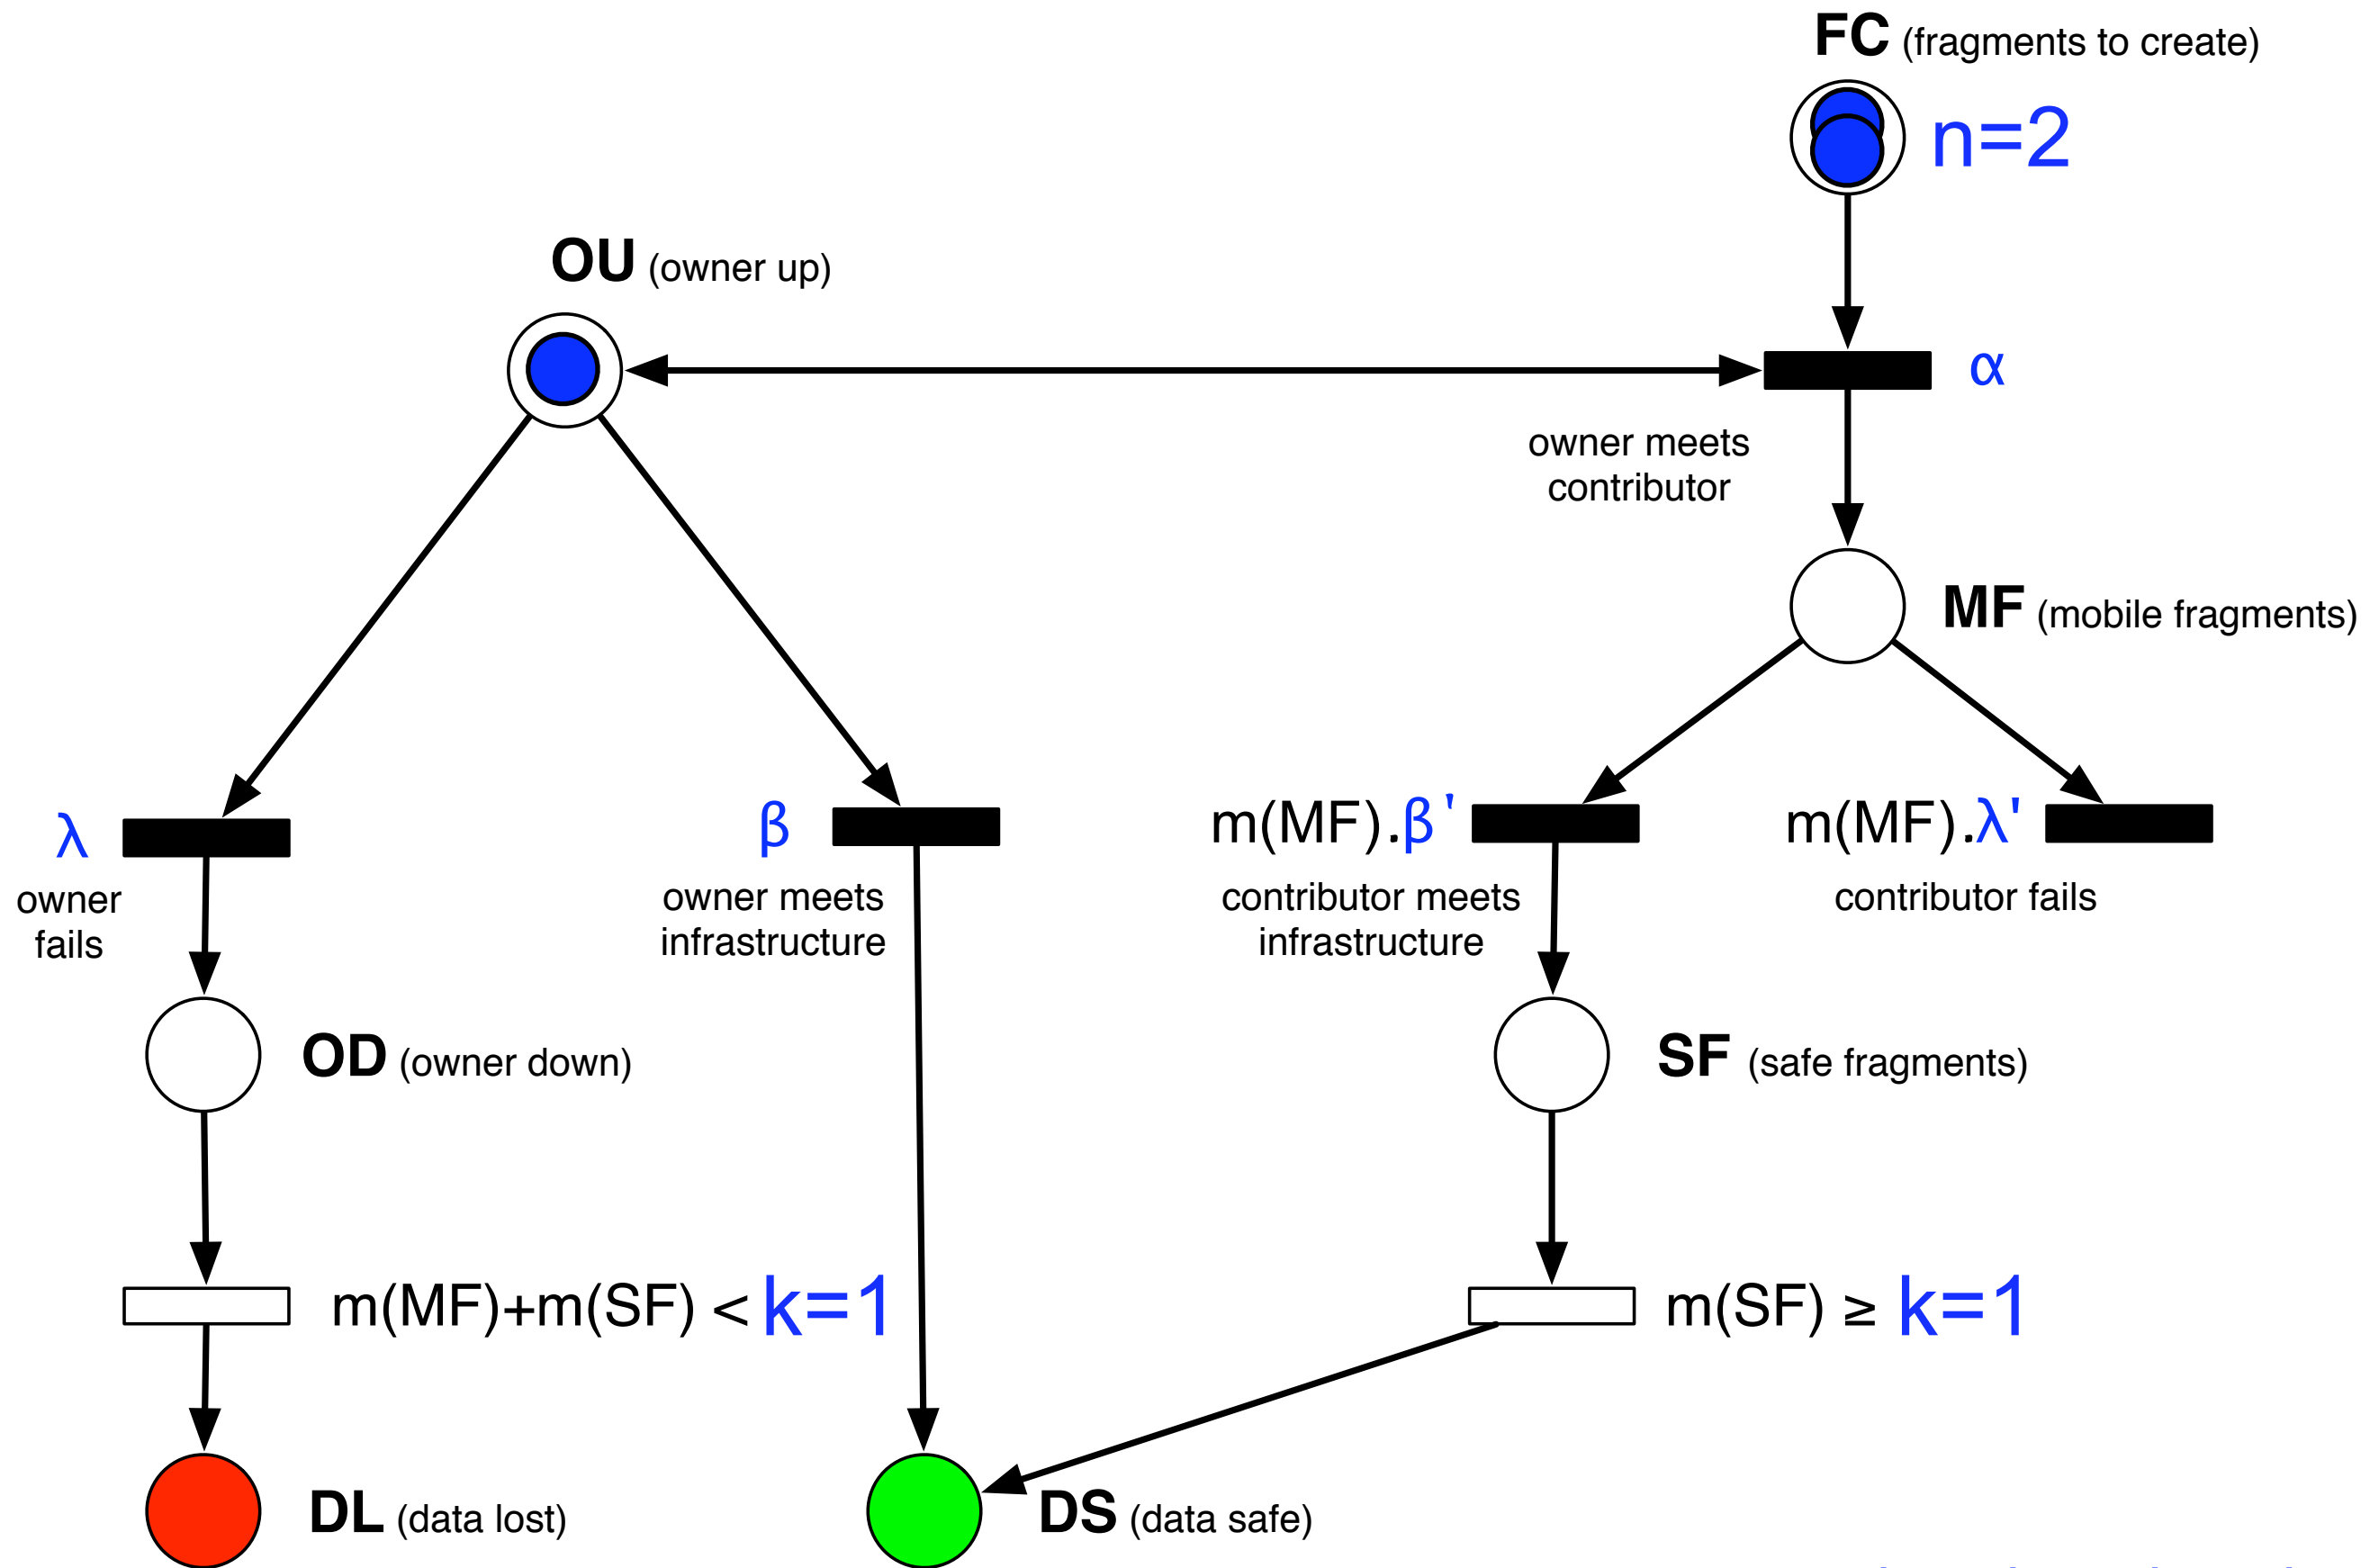 FC (fragments to create)
n=2
OU (owner up)
α
owner meets
contributor
MF (mobile fragments)
λ
owner
fails
β
owner meets
infrastructure
m(MF).β'
contributor meets
infrastructure
m(MF).λ'
contributor fails
OD (owner down)
SF (safe fragments)
m(MF)+m(SF) < k=1
m(SF) ≥ k=1
DL (data lost)
DS (data safe)